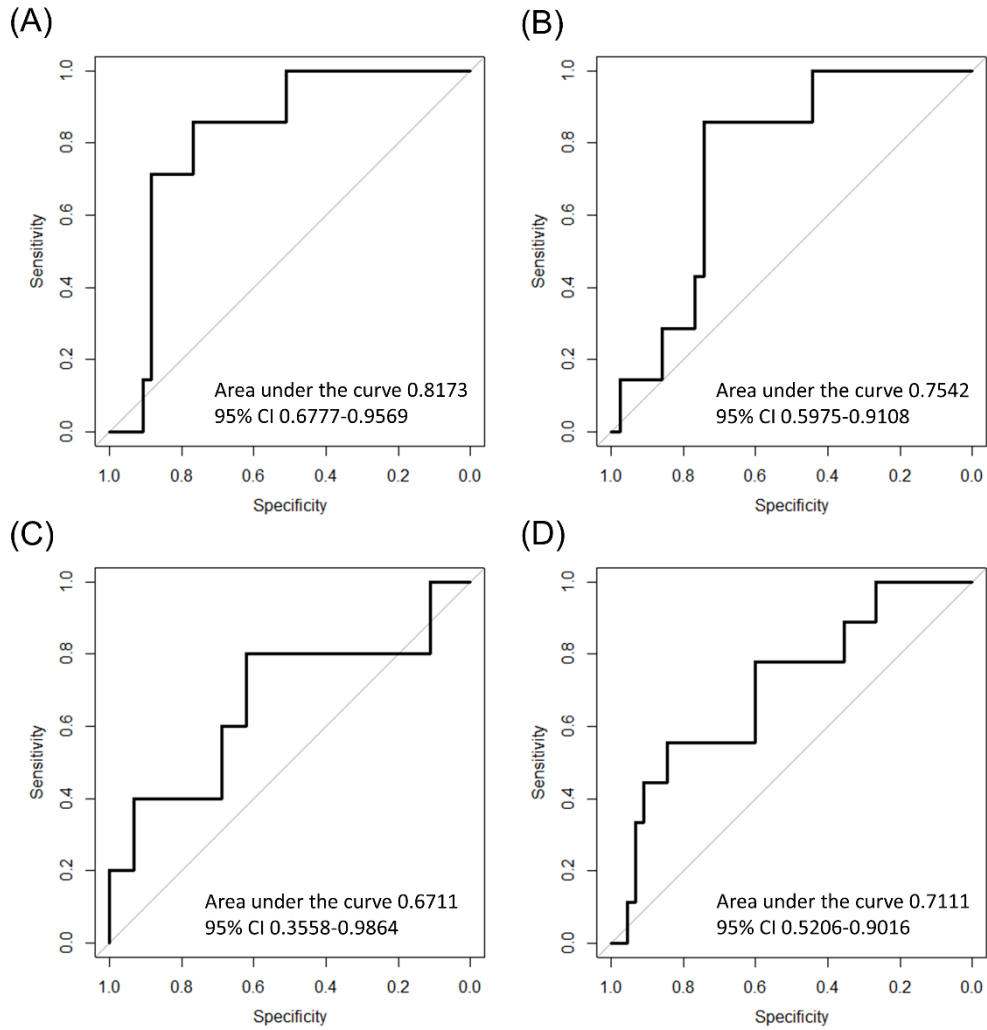 (A)
1.0
0.8
0.6
0.4
0.2
0.0
Sensitivity
Area under the curve 0.8173
95% CI 0.6777-0.9569
1.0 0.8 0.6 0.4 0.2 0.0
Specificity
(B)
1.0
0.8
0.6
0.4
0.2
0.0
Sensitivity
Area under the curve 0.7542
95% CI 0.5975-0.9108
1.0 0.8 0.6 0.4 0.2 0.0
Specificity
(C)
1.0
0.8
0.6
0.4
0.2
0.0
Sensitivity
Area under the curve 0.6711
95% CI 0.3558-0.9864
1.0 0.8 0.6 0.4 0.2 0.0
Specificity
(D)
1.0
0.8
0.6
0.4
0.2
0.0
Sensitivity
Area under the curve 0.7111
95% CI 0.5206-0.9016
1.0 0.8 0.6 0.4 0.2 0.0
Specificity